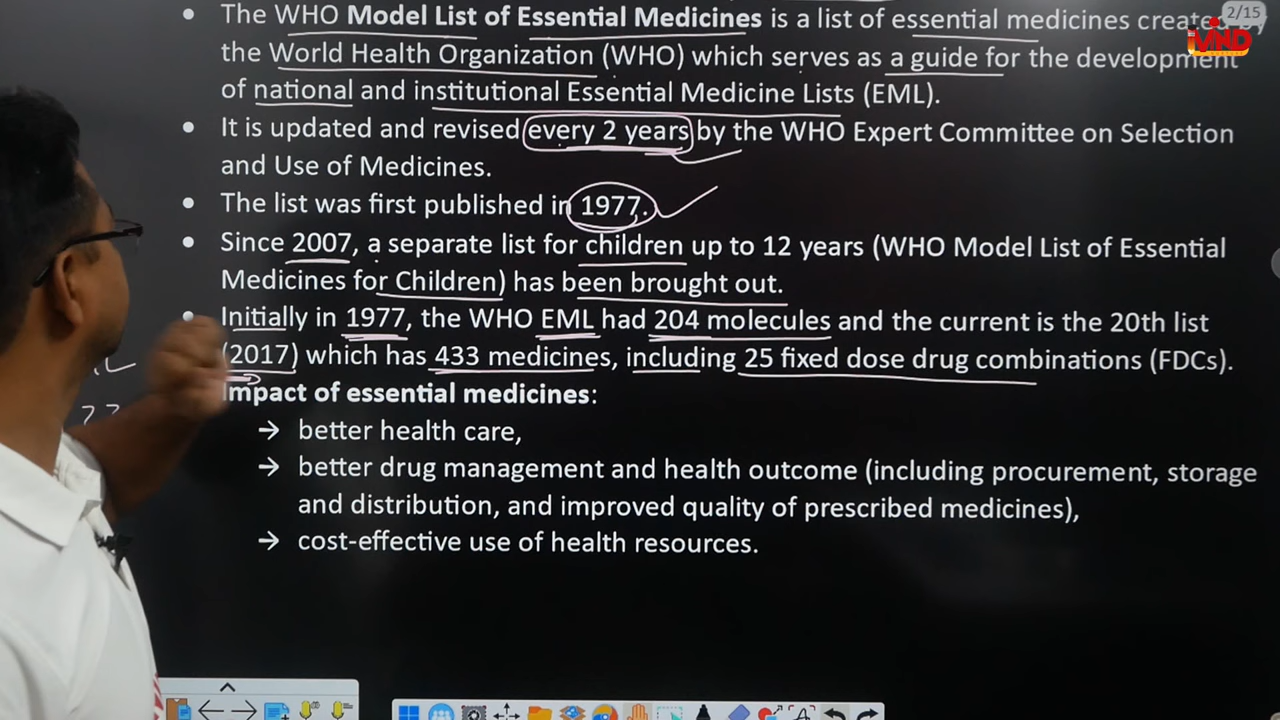 2/15
• The WHO Model List of Essential Medicines is a list of essential medicines created by
the World Health Organization (WHO) which serves as a guide for the development
of national and institutional Essential Medicine Lists (EML).
• It is updated and revised every 2 years by the WHO Expert Committee on Selection
and Use of Medicines.
• The list was first published in 1977.
• Since 2007, a separate list for children up to 12 years (WHO Model List of Essential
Medicines for Children) has been brought out.
• Initially in 1977, the WHO EML had 204 molecules and the current is the 20th list
(2017) which has 433 medicines, including 25 fixed dose drug combinations (FDCs).
Impact of essential medicines:
→ better health care,
→ better drug management and health outcome (including procurement, storage
and distribution, and improved quality of prescribed medicines),
→ cost-effective use of health resources.